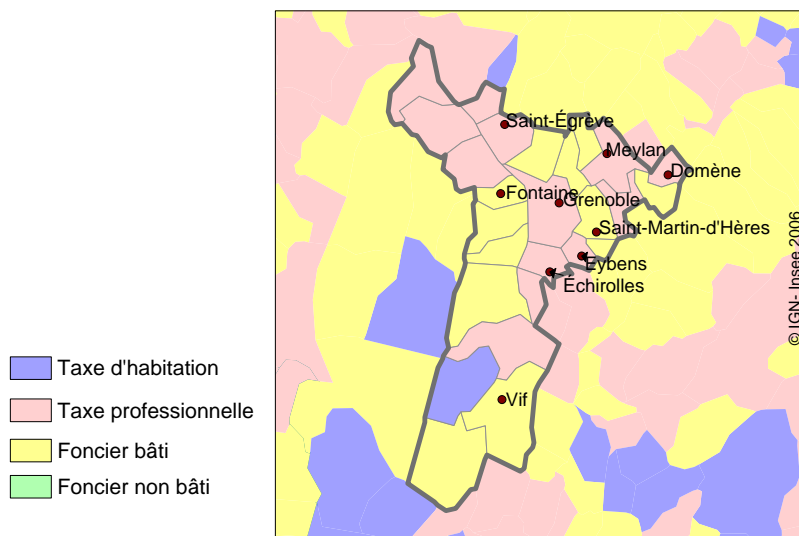 Saint-Égrève
Meylan
Domène
Fontaine
Grenoble
Saint-Martin-d'Hères
Eybens
Échirolles
Vif
© IGN- Insee 2006
Taxe d'habitation
Taxe professionnelle
Foncier bâti
Foncier non bâti